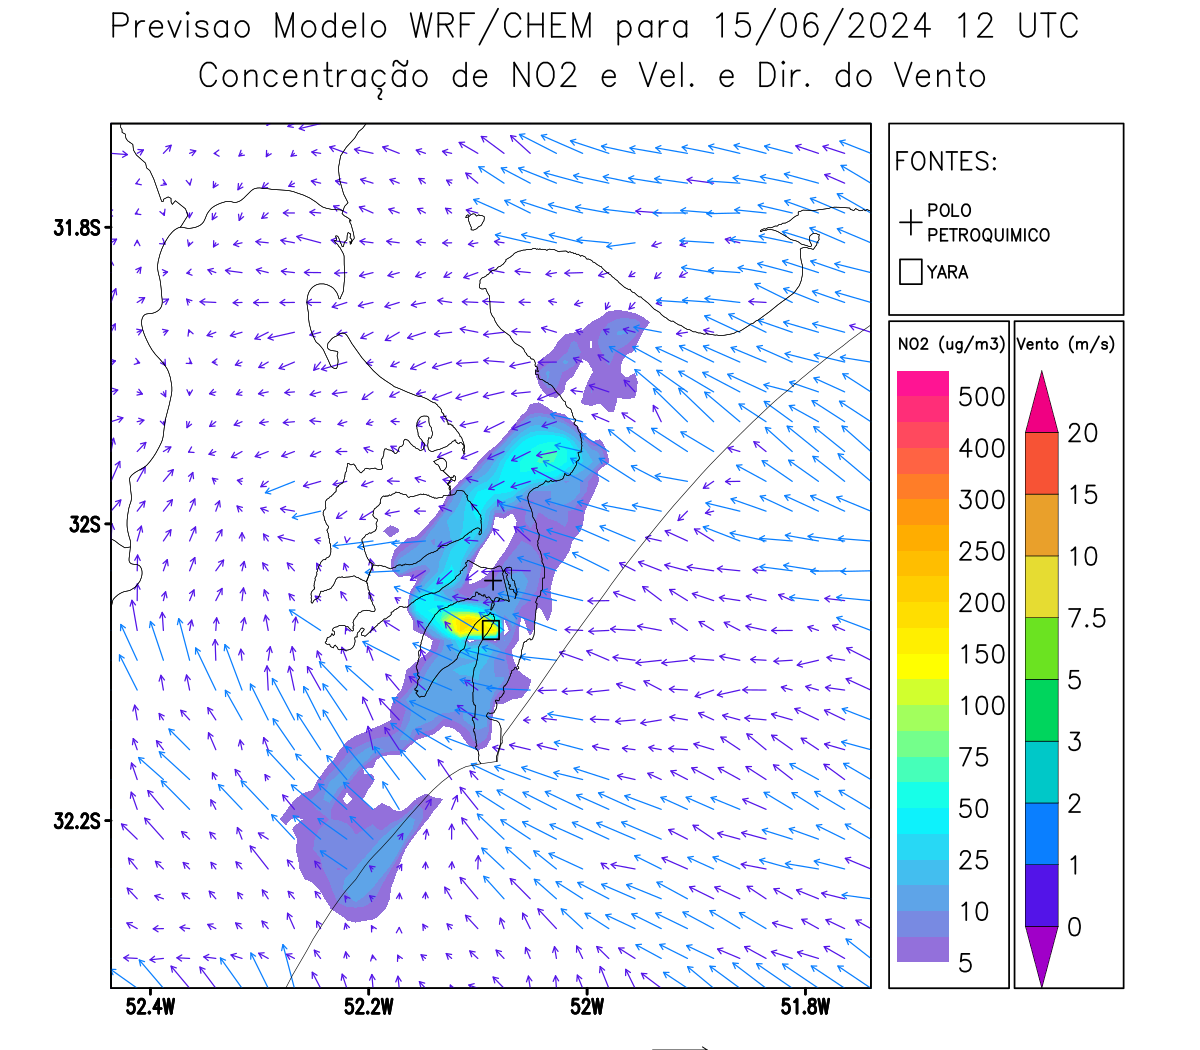 Previsao Modelo WRF/CHEM para 15/06/2024 12 UTC
Concentração de NO2 e Vel. e Dir. do Vento
FONTES:
POLO
PETROQUIMICO
YARA
NO2 (ug/m3)
500
400
300
250
200
150
100
75
50
25
10
5
Vento (m/s)
20
15
10
7.5
5
3
2
1
0
31.8S
32S
32.2S
52.4W
52.2W
52W
51.8W